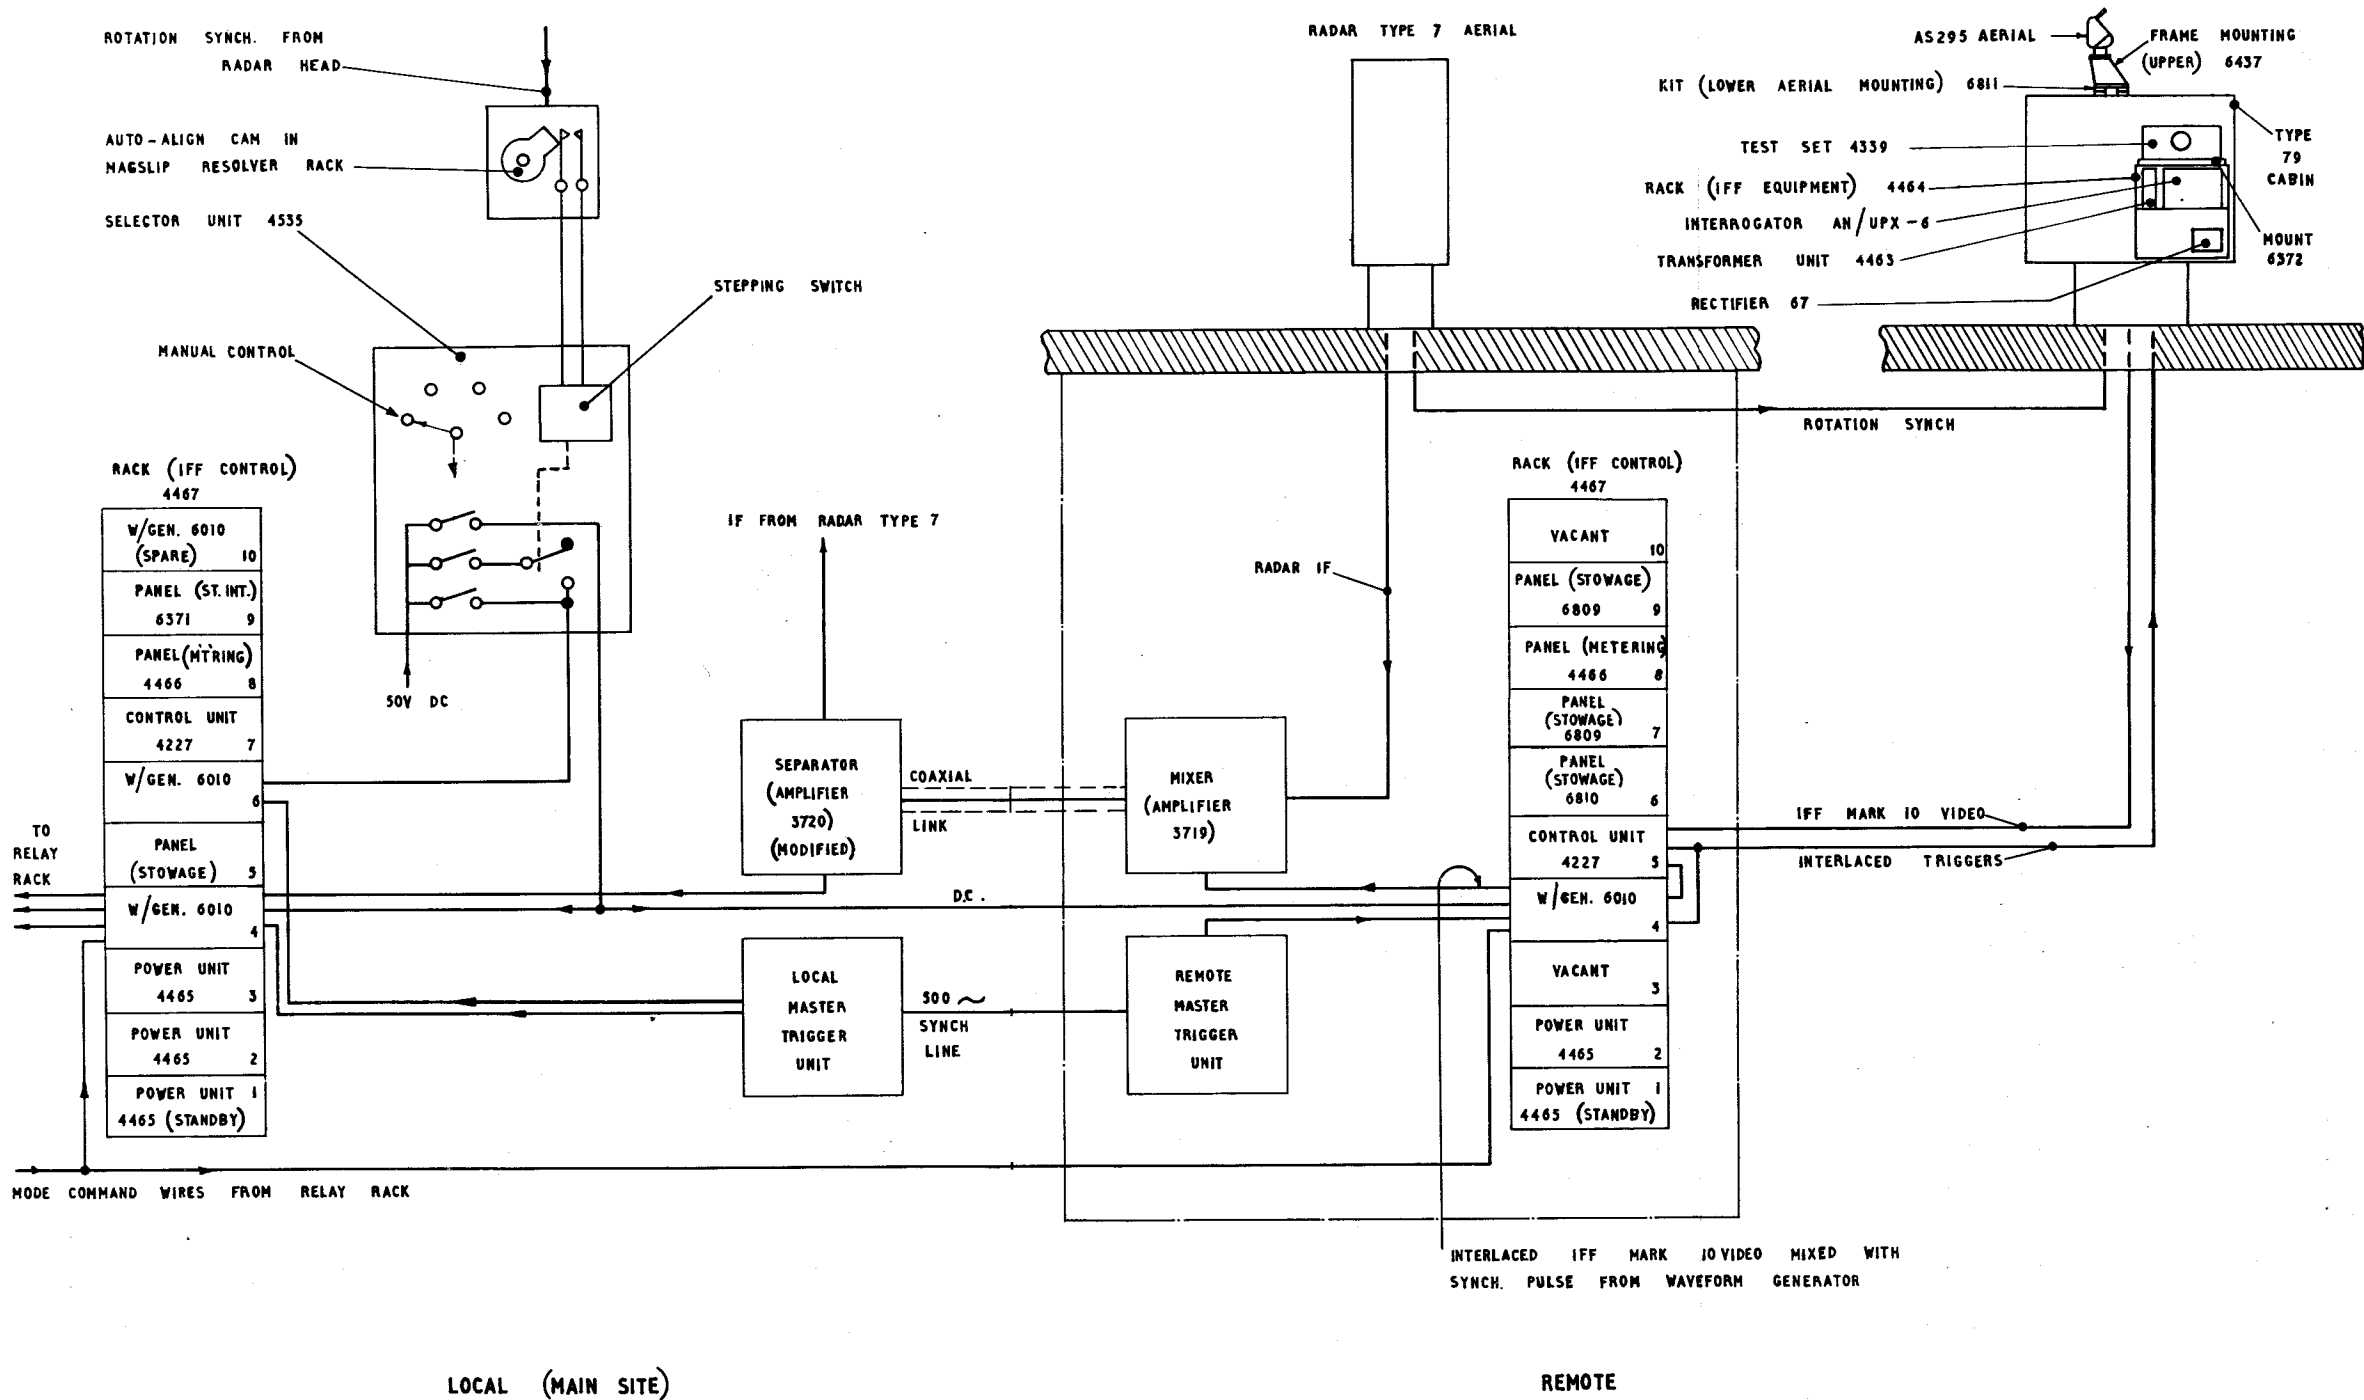 ROTATION SYNCH. FROM
RADAR HEAD
AUTO-ALIGN CAM IN
MAGSLIP RESOLVER RACK
SELECTOR UNIT 4535
STEPPING SWITCH
MANUAL CONTROL
50V DC
RACK (IFF CONTROL)
4467
W/GEN. 6010
(SPARE) 10
PANEL (ST. INT.)
6371 9
PANEL (MT'RING)
4466 8
CONTROL UNIT
4227 7
W/GEN. 6010
6
PANEL
(STOWAGE) 5
W/GEN. 6010
4
POWER UNIT
4465 3
POWER UNIT
4465 2
POWER UNIT 1
4465 (STANDBY)
TO
RELAY
RACK
MODE COMMAND WIRES FROM RELAY RACK
IF FROM RADAR TYPE 7
SEPARATOR
(AMPLIFIER
3720)
(MODIFIED)
COAXIAL
LINK
MIXER
(AMPLIFIER
3719)
D.C.
LOCAL
MASTER
TRIGGER
UNIT
500 ~
SYNCH
LINE
REMOTE
MASTER
TRIGGER
UNIT
RADAR TYPE 7 AERIAL
RADAR IF
AS295 AERIAL
FRAME MOUNTING
(UPPER) 6437
KIT (LOWER AERIAL MOUNTING) 6811
TEST SET 4339
TYPE
79
CABIN
RACK (IFF EQUIPMENT) 4464
INTERROGATOR AN/UPX-6
TRANSFORMER UNIT 4463
MOUNT
6372
RECTIFIER 67
ROTATION SYNCH
RACK (IFF CONTROL)
4467
VACANT
10
PANEL (STOWAGE)
6809 9
PANEL (METERING)
4466 8
PANEL
(STOWAGE)
6809 7
PANEL
(STOWAGE)
6810 6
CONTROL UNIT
4227 5
W/GEN. 6010
4
VACANT
3
POWER UNIT
4465 2
POWER UNIT 1
4465 (STANDBY)
IFF MARK 10 VIDEO
INTERLACED TRIGGERS
INTERLACED IFF MARK 10 VIDEO MIXED WITH
SYNCH. PULSE FROM WAVEFORM GENERATOR
LOCAL (MAIN SITE)
REMOTE